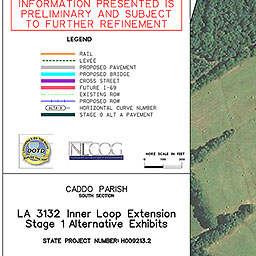 INFORMATION PRESENTED IS
PRELIMINARY AND SUBJECT
TO FURTHER REFINEMENT
LEGEND
RAIL
LEVEE
PROPOSED PAVEMENT
PROPOSED BRIDGE
CROSS STREET
FUTURE I-69
EXISTING ROW
PROPOSED ROW
HORIZONTAL CURVE NUMBER
STAGE 0 ALT A PAVEMENT
DOTD
NLCOG
SCALE IN FEET
CADDO PARISH
SOUTH SECTION
LA 3132 Inner Loop Extension
Stage 1 Alternative Exhibits
STATE PROJECT NUMBER: H009213.2